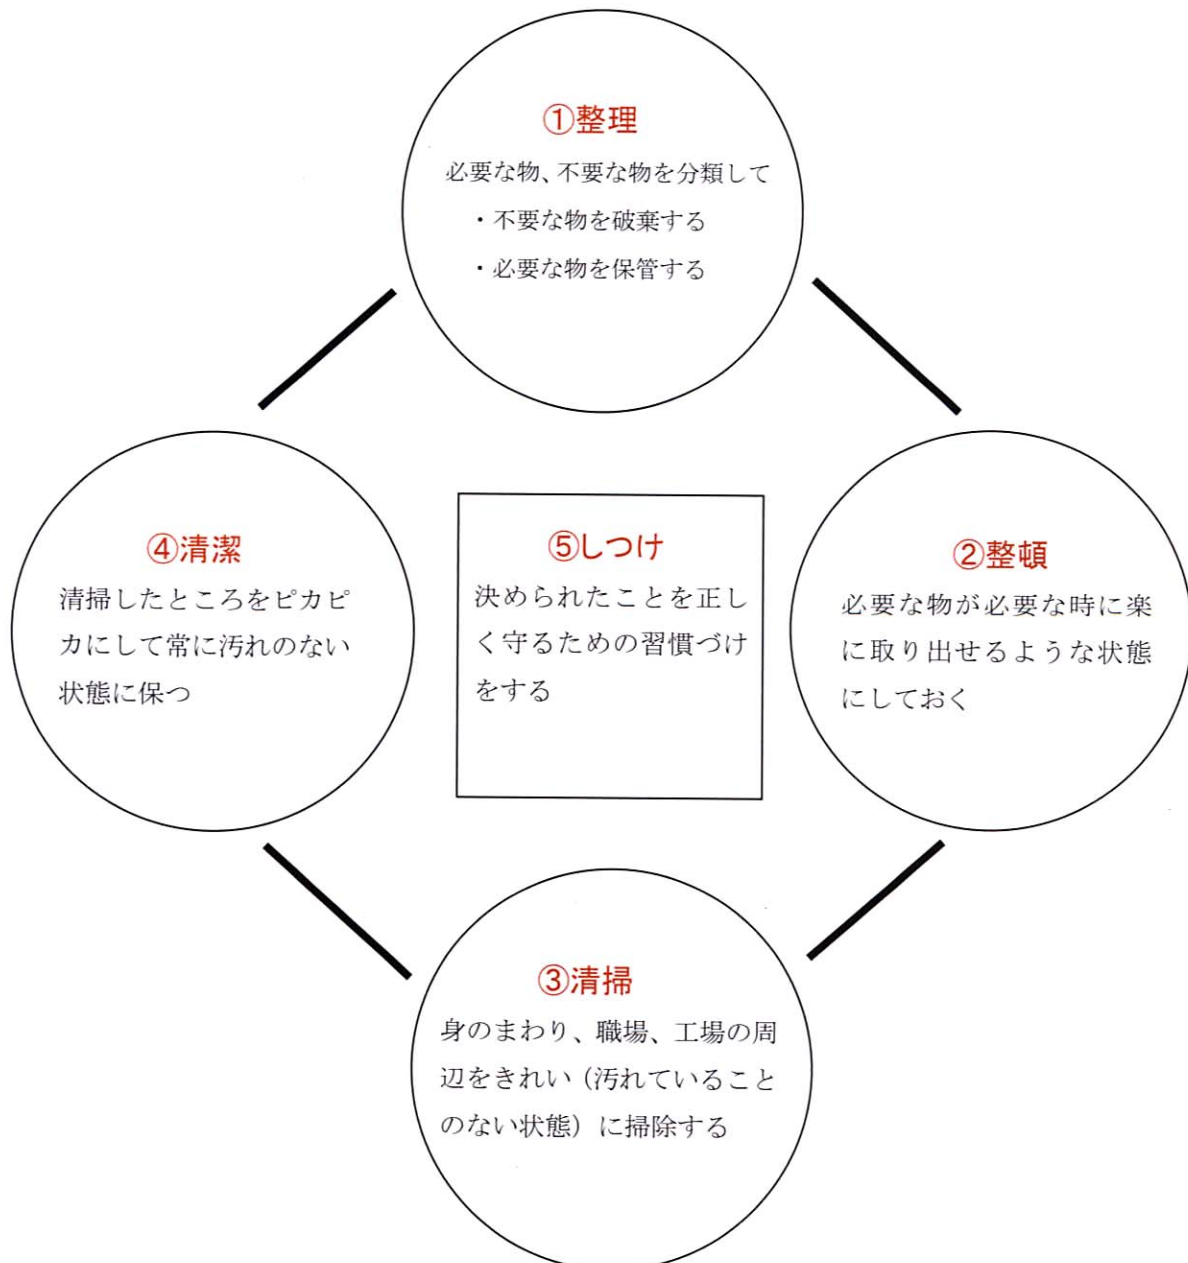 ①整理
必要な物、不要な物を分類して
・不要な物を破棄する
・必要な物を保管する
②整頓
必要な物が必要な時に楽
に取り出せるような状態
にしておく
③清掃
身のまわり、職場、工場の周
辺をきれい（汚れていること
のない状態）に掃除する
④清潔
清掃したところをピカピ
カにして常に汚れのない
状態に保つ
⑤しつけ
決められたことを正し
く守るための習慣づけ
をする